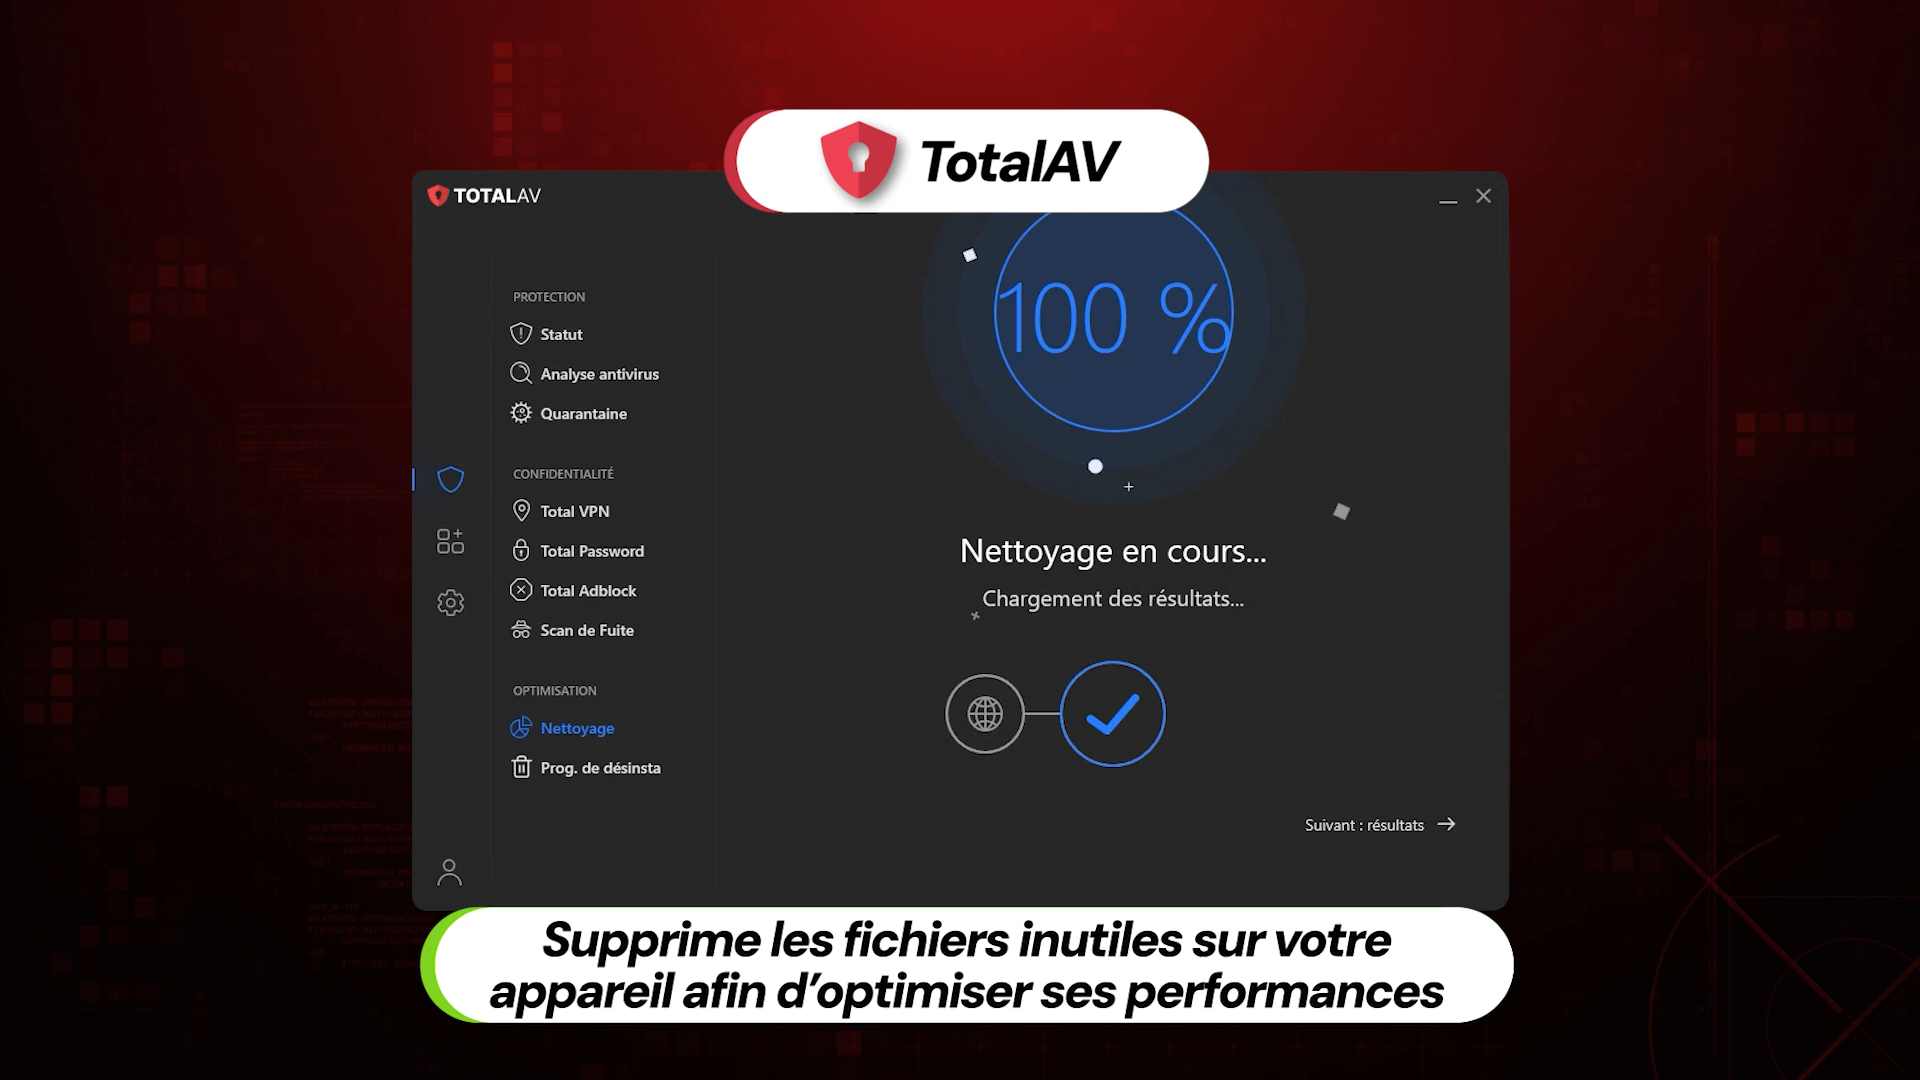 TotalAV
TOTALAV
PROTECTION
Statut
Analyse antivirus
Quarantaine
CONFIDENTIALITÉ
Total VPN
Total Password
Total Adblock
Scan de Fuite
OPTIMISATION
Nettoyage
Prog. de désinsta
100 %
Nettoyage en cours...
Chargement des résultats...
Suivant : résultats
Supprime les fichiers inutiles sur votre
appareil afin d’optimiser ses performances